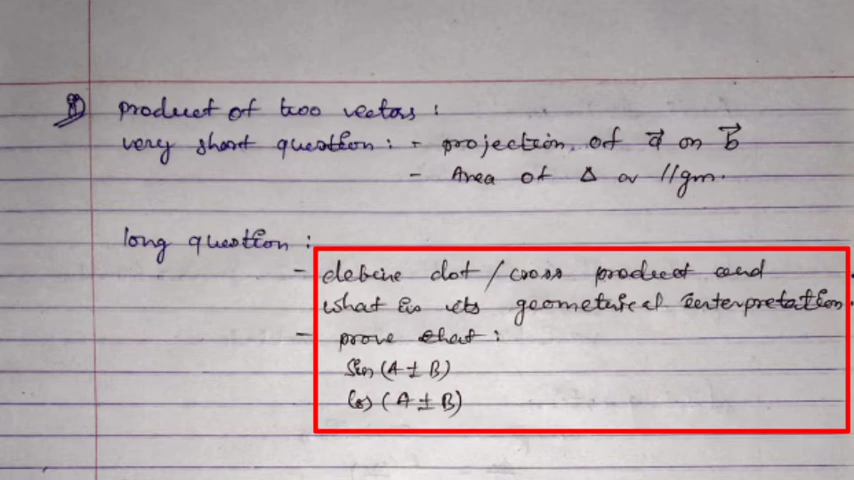 product of two vectors :
very short question : - projection of a⃗ on b⃗
- Area of Δ or //gm.
long question :
- define dot / cross product and
what is its geometrical interpretation.
- prove that :
Sin (A ± B)
Cos (A ± B)